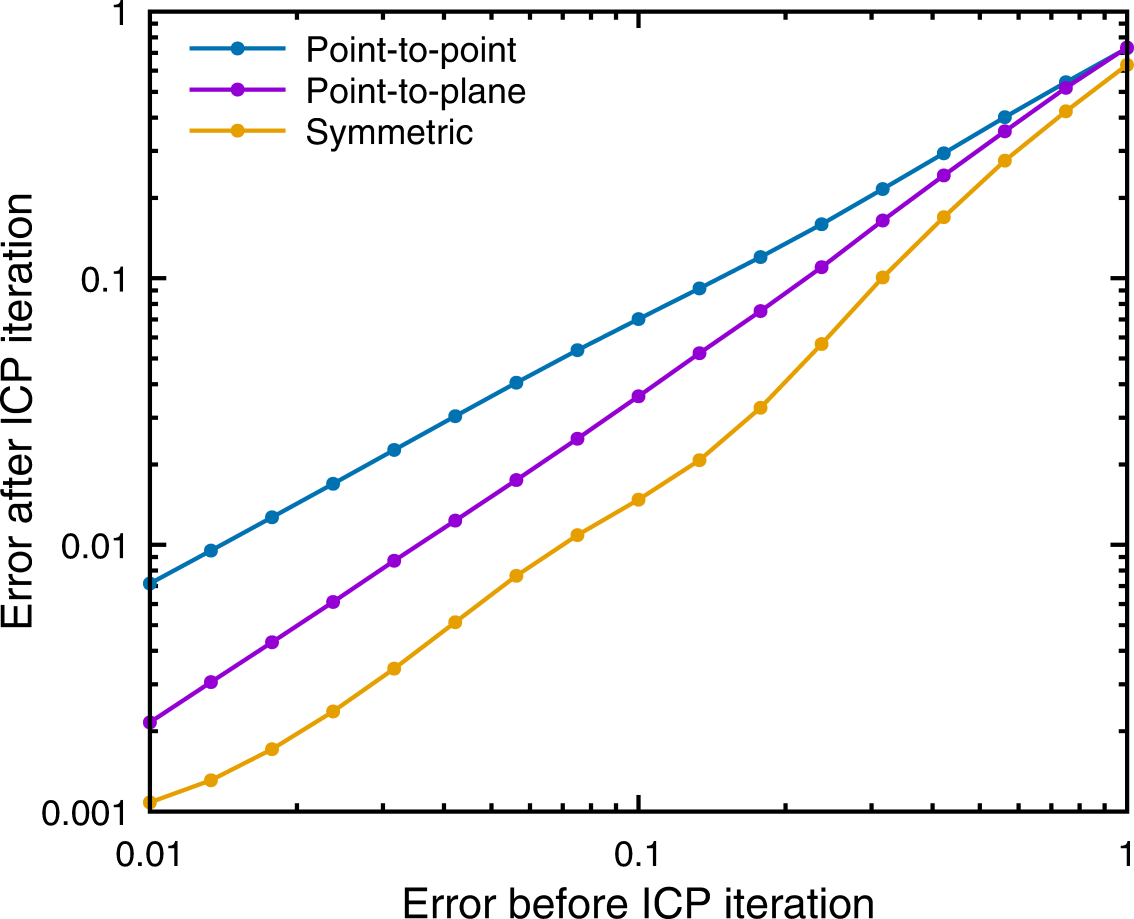 1
Point-to-point
Point-to-plane
Symmetric
0.1
0.01
0.001
Error after ICP iteration
0.01
0.1
1
Error before ICP iteration